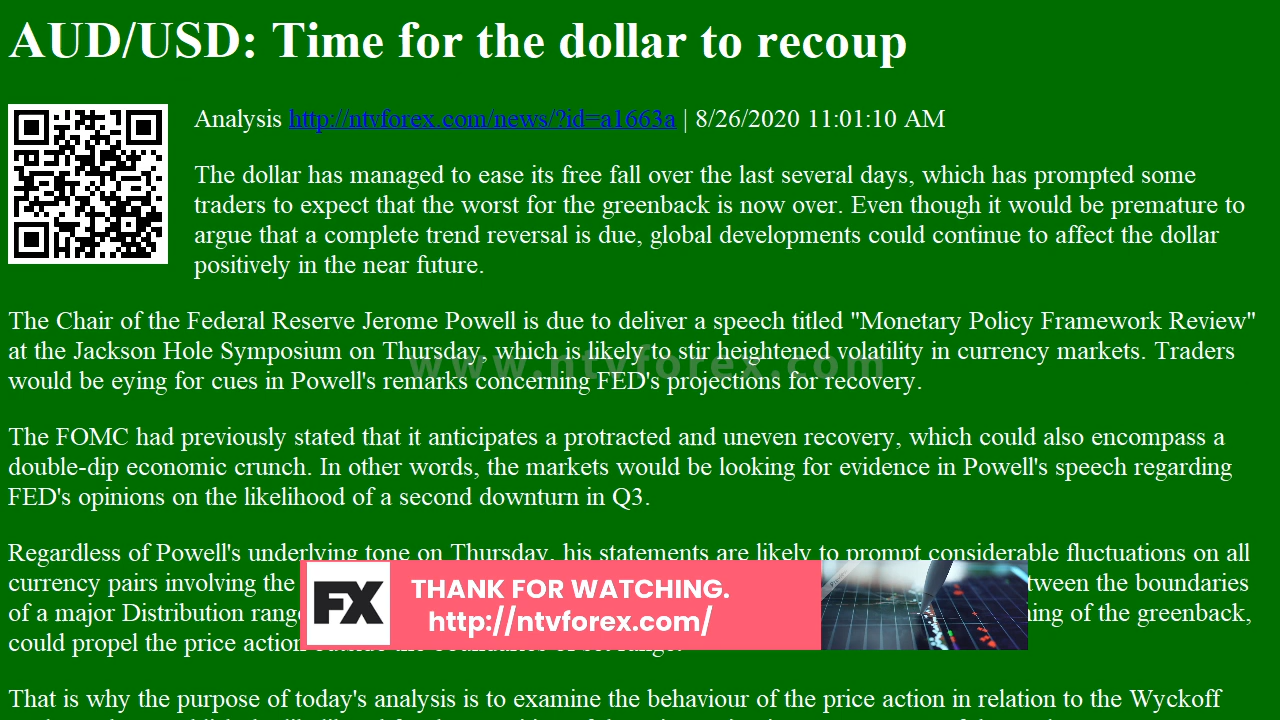 AUD/USD: Time for the dollar to recoup
Analysis http://ntvforex.com/news/?id=a1663a | 8/26/2020 11:01:10 AM
The dollar has managed to ease its free fall over the last several days, which has prompted some
traders to expect that the worst for the greenback is now over. Even though it would be premature to
argue that a complete trend reversal is due, global developments could continue to affect the dollar
positively in the near future.
The Chair of the Federal Reserve Jerome Powell is due to deliver a speech titled "Monetary Policy Framework Review"
at the Jackson Hole Symposium on Thursday, which is likely to stir heightened volatility in currency markets. Traders
www.ntvforex.com
would be eying for cues in Powell's remarks concerning FED's projections for recovery.
The FOMC had previously stated that it anticipates a protracted and uneven recovery, which could also encompass a
double-dip economic crunch. In other words, the markets would be looking for evidence in Powell's speech regarding
FED's opinions on the likelihood of a second downturn in Q3.
Regardless of Powell's underlying tone on Thursday, his statements are likely to prompt considerable fluctuations on all
currency pairs involving the tween the boundaries
of a major Distribution rang ing of the greenback,
could propel the price action
FX
THANK FOR WATCHING.
http://ntvforex.com/
That is why the purpose of today's analysis is to examine the behaviour of the price action in relation to the Wyckoff